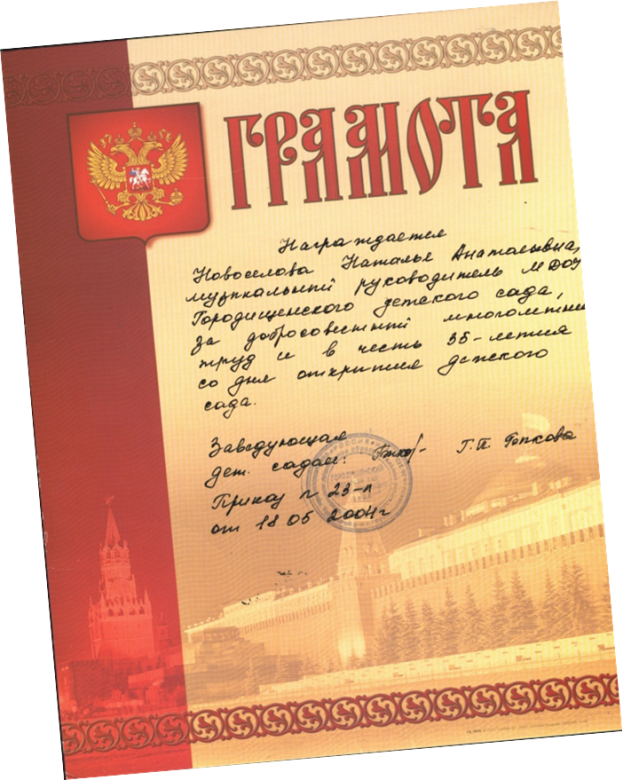 ГРАМОТА
Награждается
Новоселова Наталья Анатольевна,
музыкальный руководитель МДОУ
Городищенского детского сада,
за добросовестный многолетний
труд и в честь 35-летия
со дня открытия детского
сада.
Заведующая
дет. садом: Г.П. Фопкова
Приказ № 23-п
от 18 05 2004г